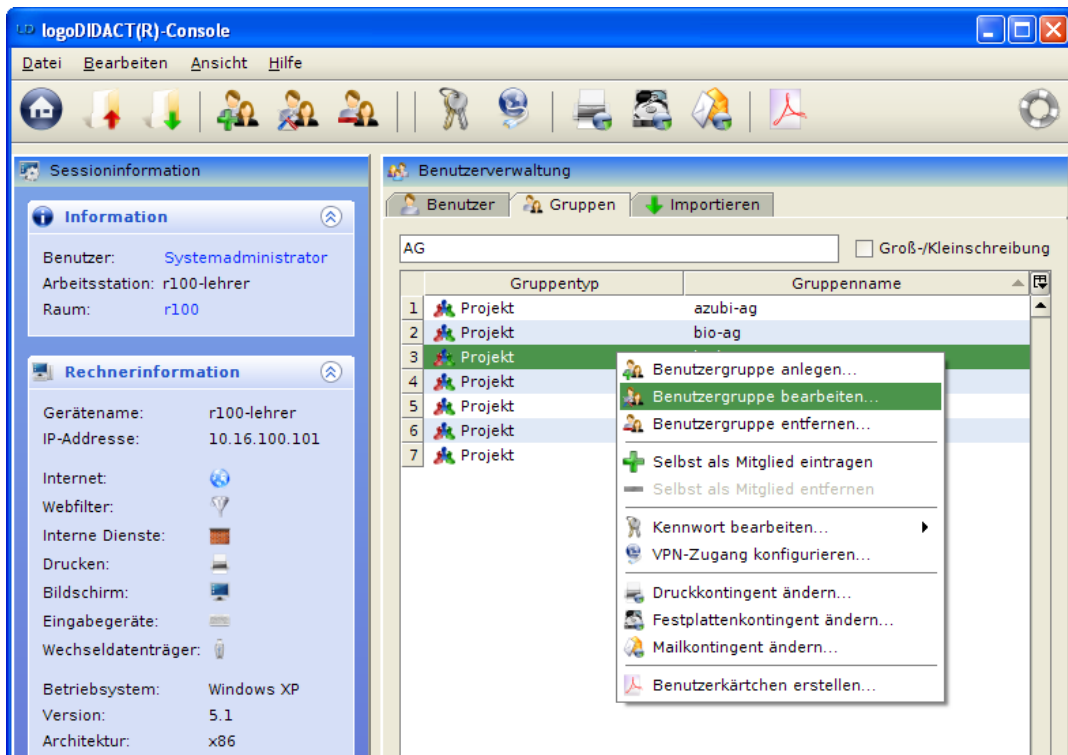 LD logoDIDACT(R)-Console
Datei Bearbeiten Ansicht Hilfe
Sessioninformation
Information
Benutzer: Systemadministrator
Arbeitsstation: r100-lehrer
Raum: r100
Rechnerinformation
Gerätename: r100-lehrer
IP-Addresse: 10.16.100.101
Internet:
Webfilter:
Interne Dienste:
Drucken:
Bildschirm:
Eingabegeräte:
Wechseldatenträger:
Betriebsystem: Windows XP
Version: 5.1
Architektur: x86
Benutzerverwaltung
Benutzer Gruppen Importieren
AG Groß-/Kleinschreibung
Gruppentyp Gruppenname
1 Projekt azubi-ag
2 Projekt bio-ag
3 Projekt
4 Projekt
5 Projekt
6 Projekt
7 Projekt
Benutzergruppe anlegen...
Benutzergruppe bearbeiten...
Benutzergruppe entfernen...
Selbst als Mitglied eintragen
Selbst als Mitglied entfernen
Kennwort bearbeiten...
VPN-Zugang konfigurieren...
Druckkontingent ändern...
Festplattenkontingent ändern...
Mailkontingent ändern...
Benutzerkärtchen erstellen...